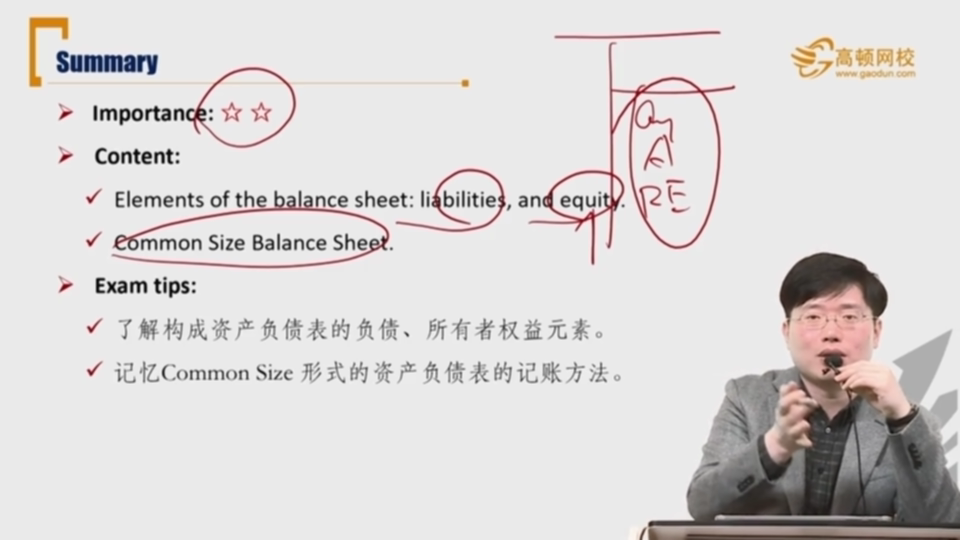 Summary
高顿网校
www.gaodun.com
Importance: ☆ ☆
Content:
Elements of the balance sheet: liabilities, and equity.
Common Size Balance Sheet.
Exam tips:
了解构成资产负债表的负债、所有者权益元素。
记忆Common Size 形式的资产负债表的记账方法。
A
RE